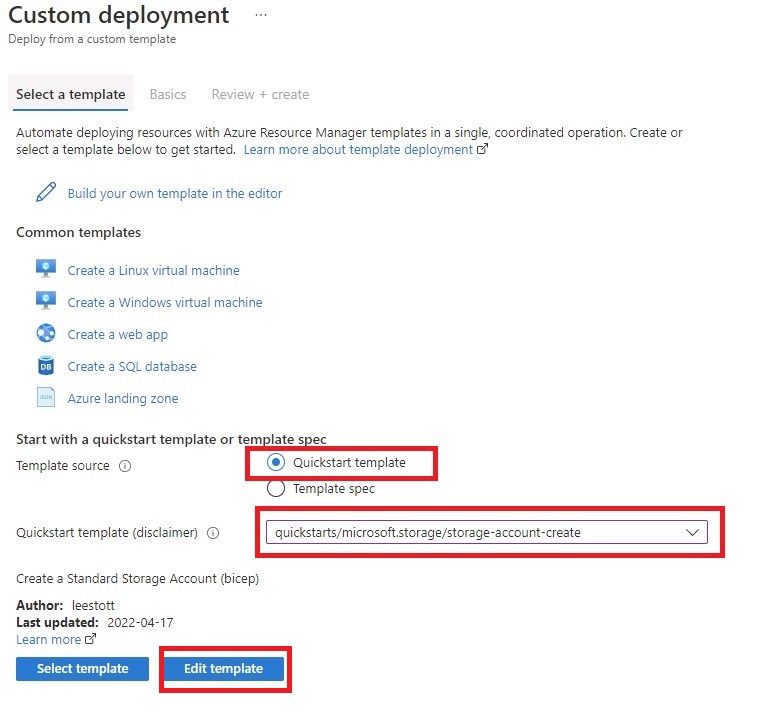 Custom deployment ...
Deploy from a custom template
Select a template Basics Review + create
Automate deploying resources with Azure Resource Manager templates in a single, coordinated operation. Create or
select a template below to get started. Learn more about template deployment
Build your own template in the editor
Common templates
Create a Linux virtual machine
Create a Windows virtual machine
Create a web app
DB Create a SQL database
JSON Azure landing zone
Start with a quickstart template or template spec
Template source Quickstart template
Template spec
Quickstart template (disclaimer) quickstarts/microsoft.storage/storage-account-create
Create a Standard Storage Account (bicep)
Author: leestott
Last updated: 2022-04-17
Learn more
Select template Edit template